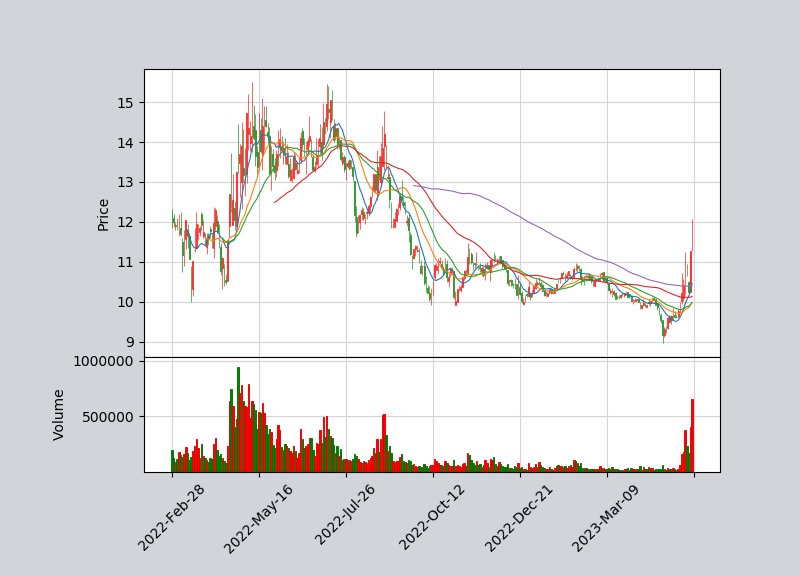 15
14
13
12
11
10
9
Price
1000000
500000
Volume
2022-Feb-28
2022-May-16
2022-Jul-26
2022-Oct-12
2022-Dec-21
2023-Mar-09